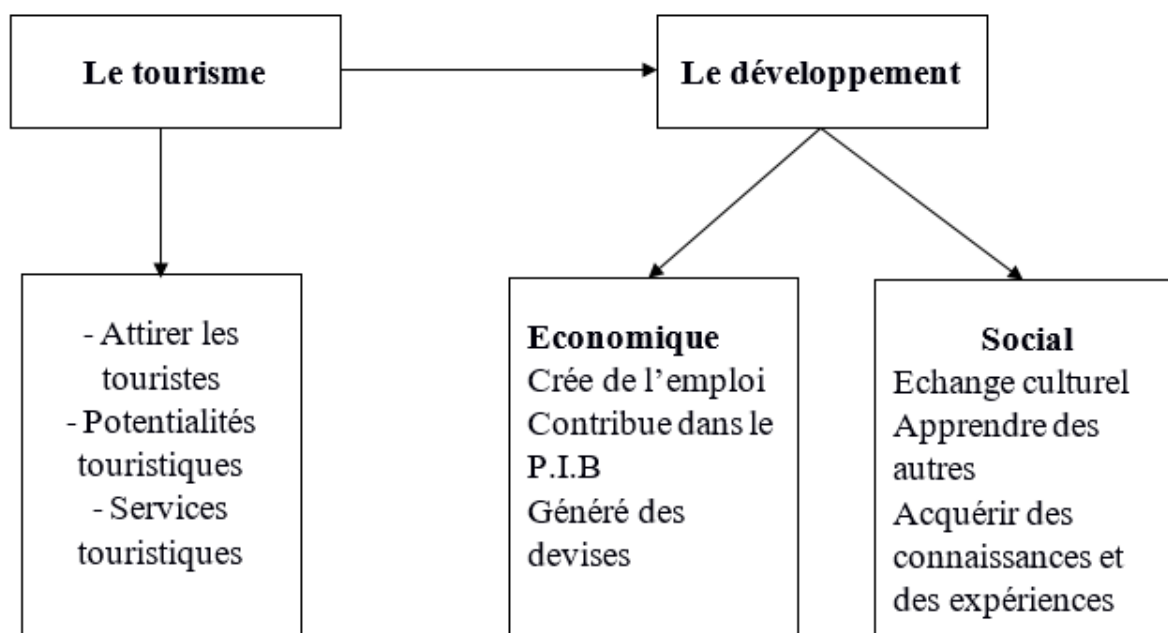 Le tourisme
Le développement
- Attirer les
touristes
- Potentialités
touristiques
- Services
touristiques
Economique
Crée de l’emploi
Contribue dans le
P.I.B
Généré des
devises
Social
Echange culturel
Apprendre des
autres
Acquérir des
connaissances et
des expériences